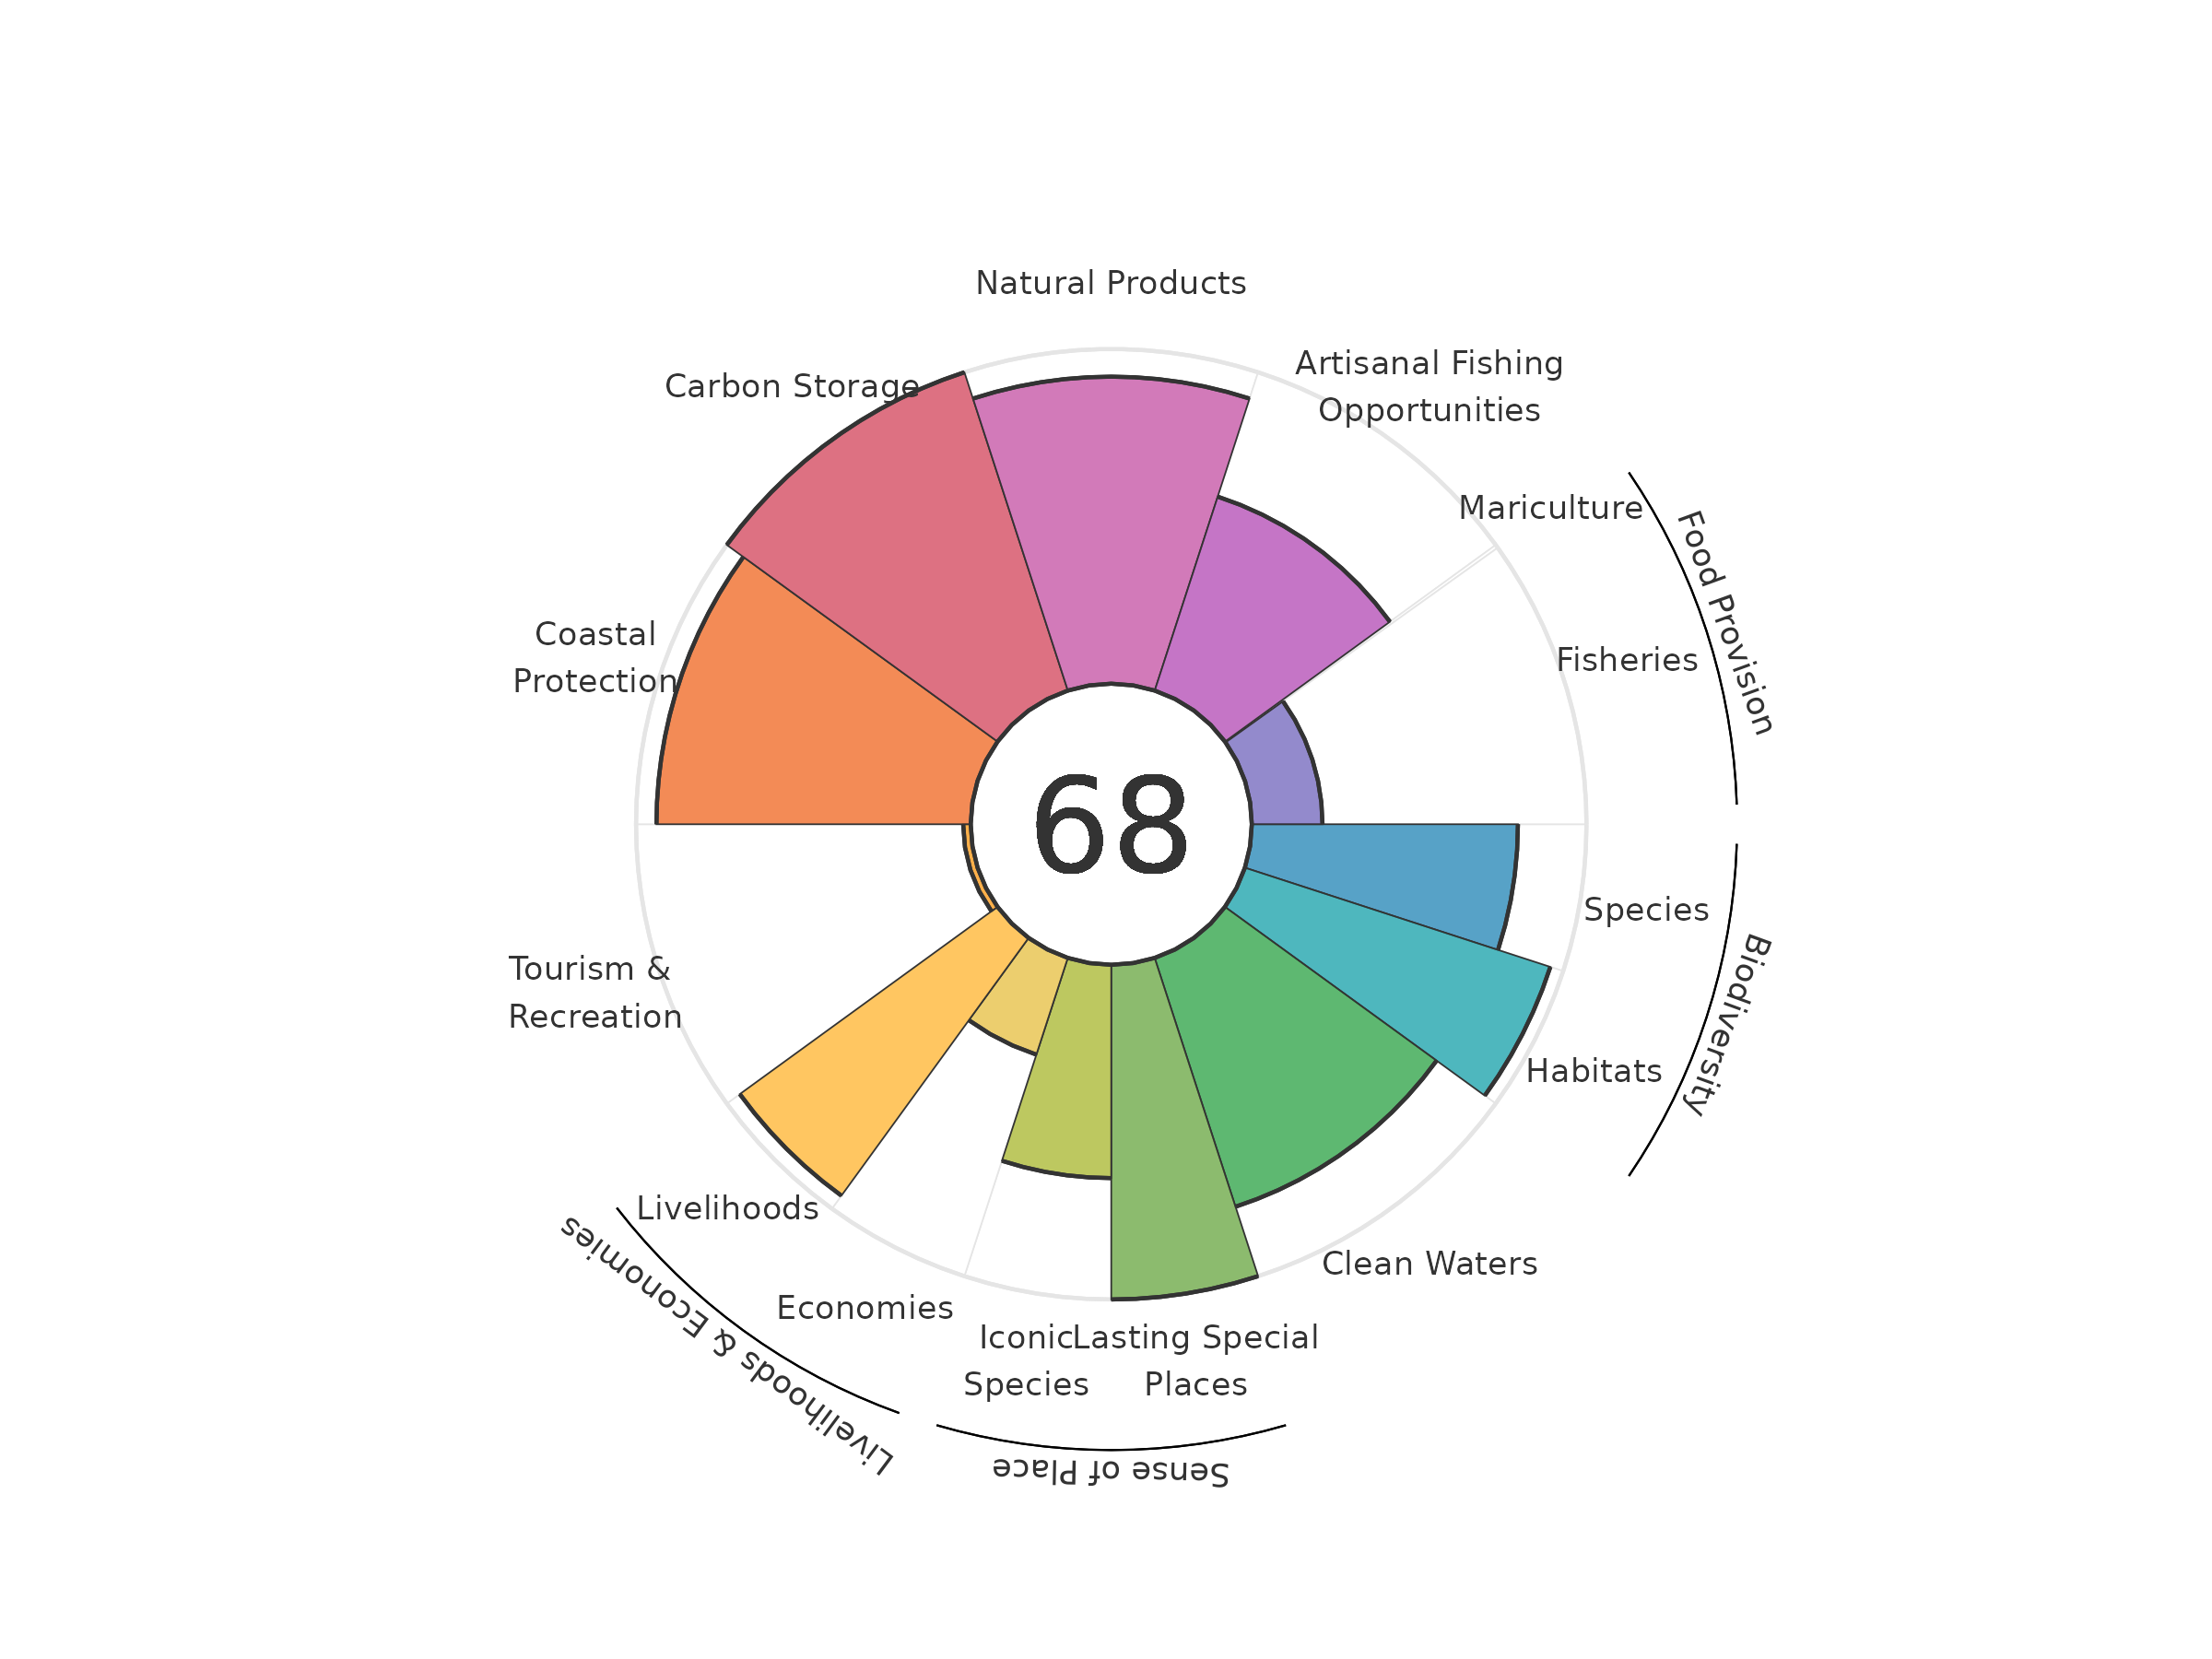 Natural Products
Artisanal Fishing
Opportunities
Carbon Storage
Mariculture
Food Provision
Fisheries
Coastal
Protection
68
Species
Biodiversity
Habitats
Tourism &
Recreation
Livelihoods
Livelihoods & Economies
Clean Waters
Economies
Iconic
Species
Lasting Special
Places
Sense of Place